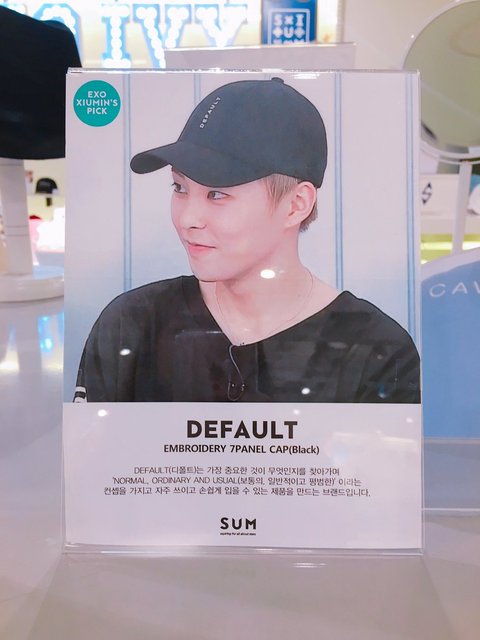 IVY
EXO
XIUMIN'S
PICK
DEFAULT
CAV
DEFAULT
EMBROIDERY 7PANEL CAP(Black)
DEFAULT(디폴트)는 가장 중요한 것이 무엇인지를 찾아가며
'NORMAL, ORDINARY AND USUAL(보통의, 일반적이고 평범한)' 이라는
컨셉을 가지고 자주 쓰이고 손쉽게 입을 수 있는 제품을 만드는 브랜드입니다.
SUM